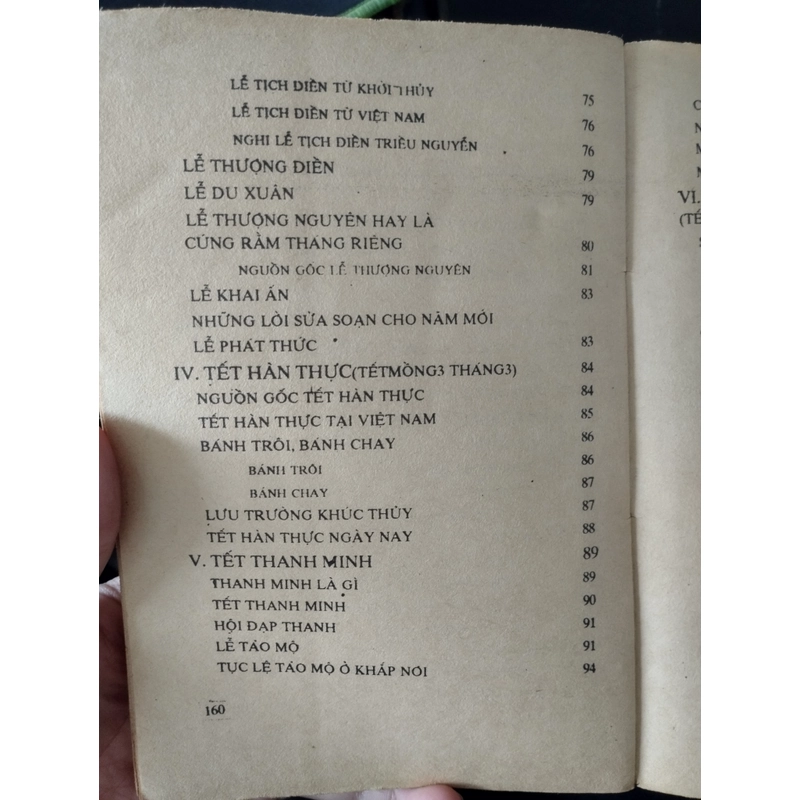 LỄ TỊCH ĐIỀN TỪ KHỞI THỦY 75
LỄ TỊCH ĐIỀN TỪ VIỆT NAM 76
NGHI LỄ TỊCH ĐIỀN TRIỀU NGUYỄN 76
LỄ THƯỢNG ĐIỀN 79
LỄ DU XUÂN 79
LỄ THƯỢNG NGUYÊN HAY LÀ
CÚNG RẰM THÁNG RIÊNG 80
NGUỒN GỐC LỄ THƯỢNG NGUYÊN 81
LỄ KHAI ẤN 83
NHỮNG LỜI SỬA SOẠN CHO NĂM MỚI
LỄ PHÁT THỨC 83
IV. TẾT HÀN THỰC(TẾTMỒNG3 THÁNG3) 84
NGUỒN GỐC TẾT HÀN THỰC 84
TẾT HÀN THỰC TẠI VIỆT NAM 85
BÁNH TRÔI, BÁNH CHAY 86
BÁNH TRÔI 86
BÁNH CHAY 87
LƯU TRƯỜNG KHÚC THỦY 87
TẾT HÀN THỰC NGÀY NAY 88
V. TẾT THANH MINH 89
THANH MINH LÀ GÌ 89
TẾT THANH MINH 90
HỘI ĐẠP THANH 91
LỄ TẢO MỘ 91
TỤC LỆ TẢO MỘ Ở KHẮP NƠI 94
160
C
N
M
M
VI.
(TẾ
S